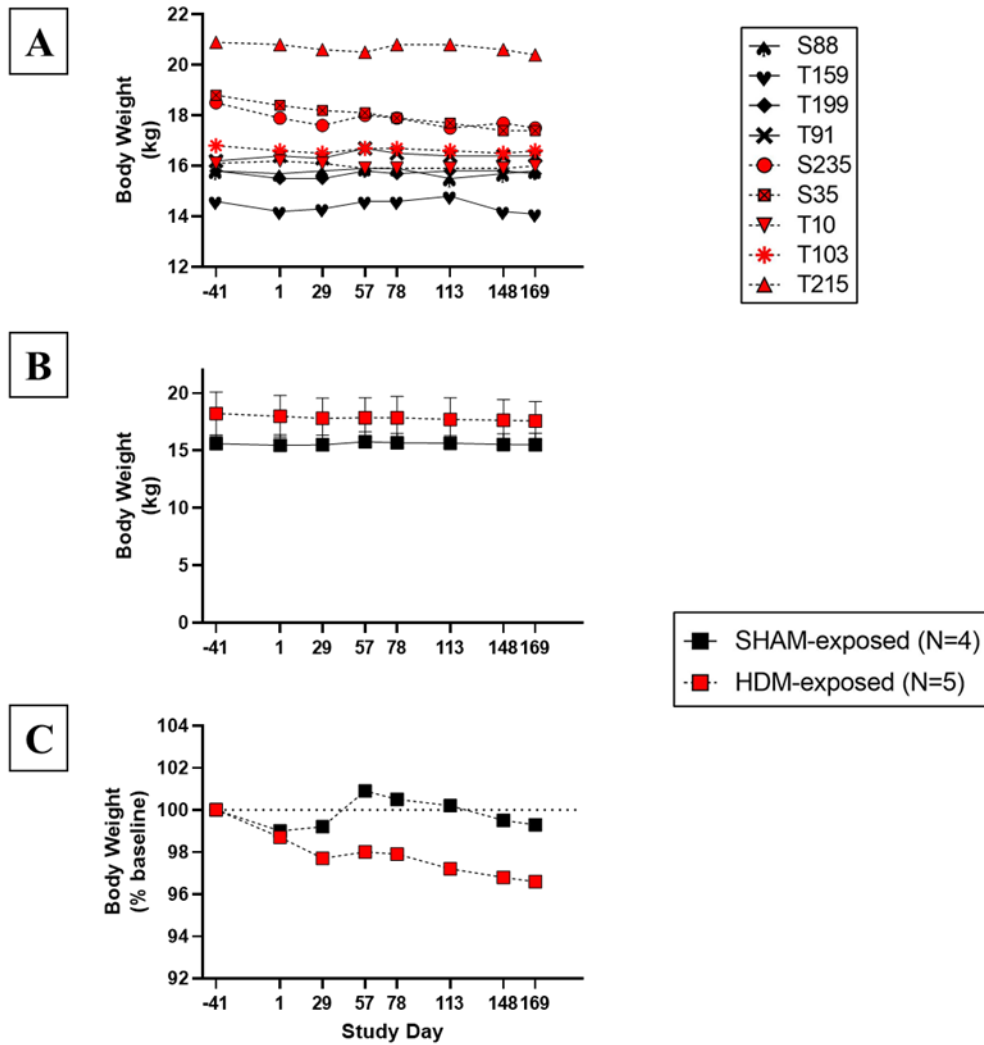 A
22
20
18
16
14
12
Body Weight
(kg)
-41 1 29 57 78 113 148 169
S88
T159
T199
T91
S235
S35
T10
T103
T215
B
20
15
10
5
0
Body Weight
(kg)
-41 1 29 57 78 113 148 169
SHAM-exposed (N=4)
HDM-exposed (N=5)
C
104
102
100
98
96
94
92
Body Weight
(% baseline)
-41 1 29 57 78 113 148 169
Study Day